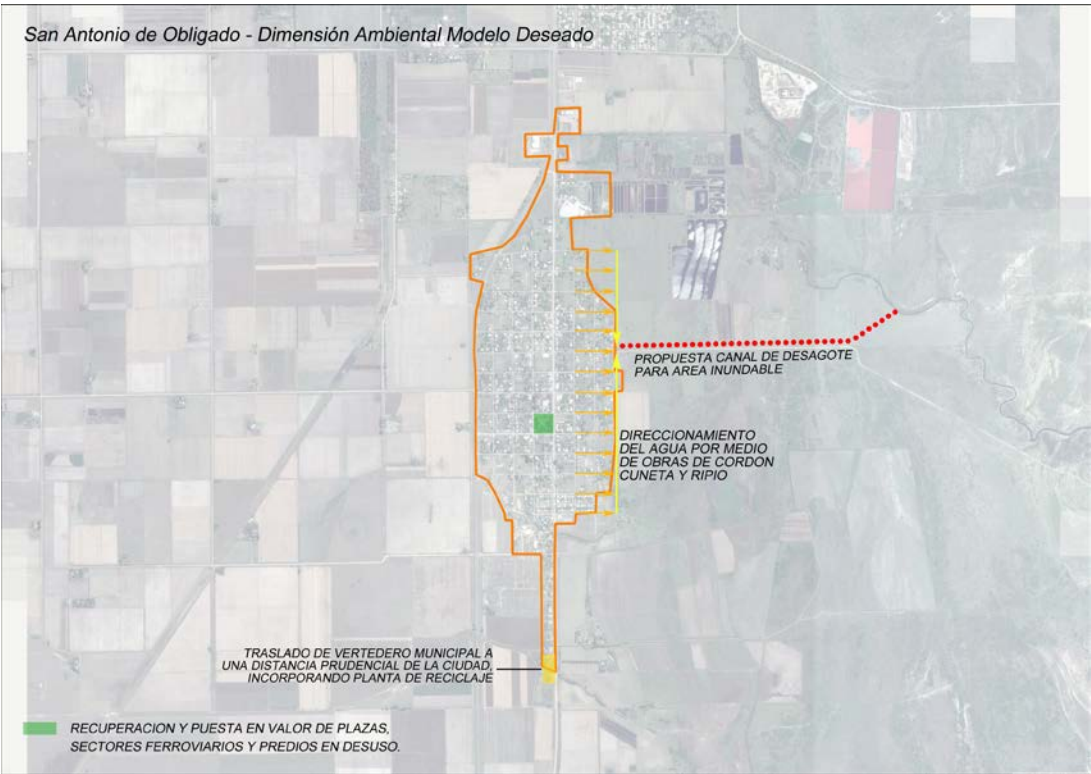 San Antonio de Obligado - Dimensión Ambiental Modelo Deseado
PROPUESTA CANAL DE DESAGOTE
PARA AREA INUNDABLE
DIRECCIONAMIENTO
DEL AGUA POR MEDIO
DE OBRAS DE CORDON
CUNETA Y RIPIO
TRASLADO DE VERTEDERO MUNICIPAL A
UNA DISTANCIA PRUDENCIAL DE LA CIUDAD,
INCORPORANDO PLANTA DE RECICLAJE
RECUPERACION Y PUESTA EN VALOR DE PLAZAS,
SECTORES FERROVIARIOS Y PREDIOS EN DESUSO.